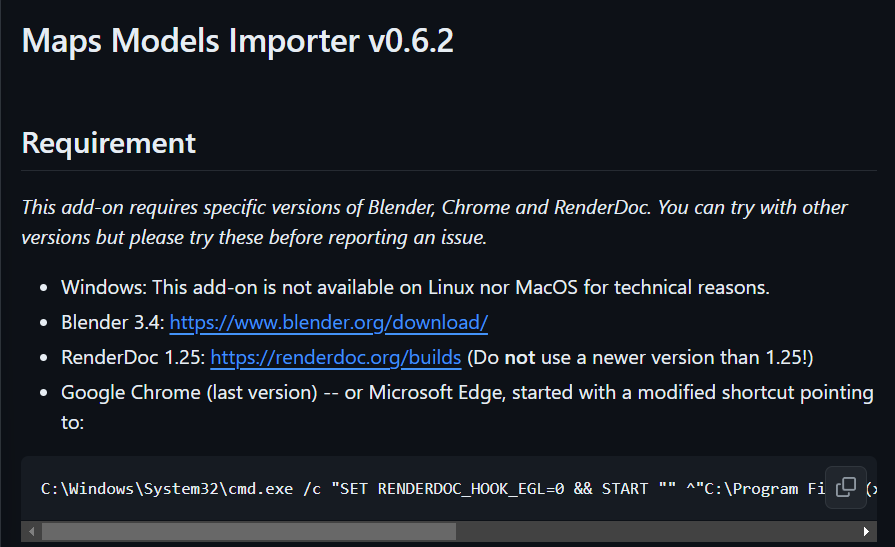 Maps Models Importer v0.6.2
Requirement
This add-on requires specific versions of Blender, Chrome and RenderDoc. You can try with other
versions but please try these before reporting an issue.
Windows: This add-on is not available on Linux nor MacOS for technical reasons.
Blender 3.4: https://www.blender.org/download/
RenderDoc 1.25: https://renderdoc.org/builds (Do not use a newer version than 1.25!)
Google Chrome (last version) -- or Microsoft Edge, started with a modified shortcut pointing
to:
C:\Windows\System32\cmd.exe /c "SET RENDERDOC_HOOK_EGL=0 && START "" ^"C:\Program